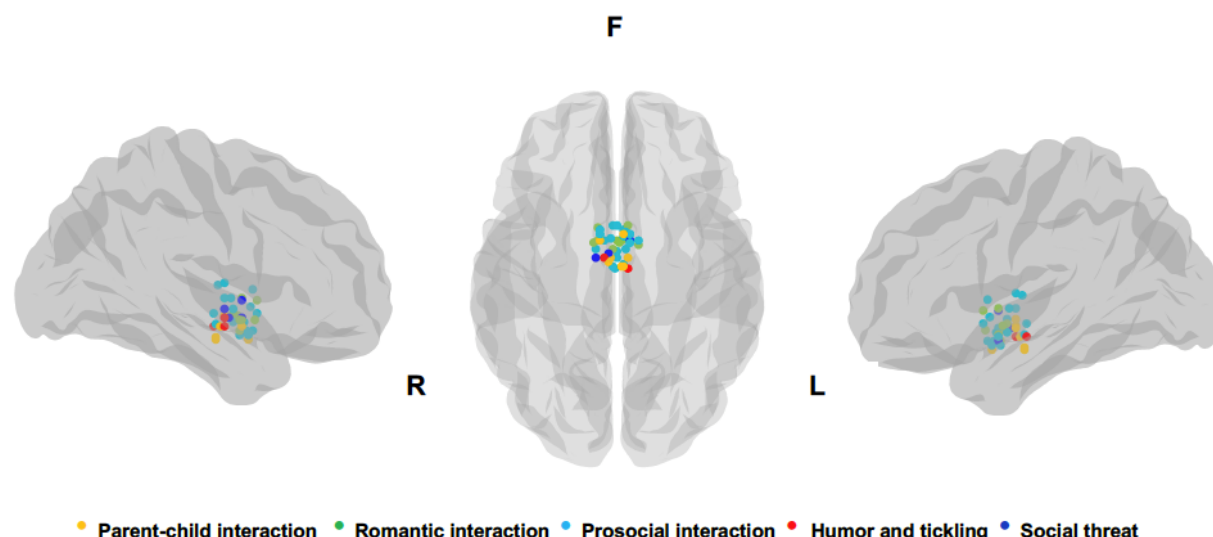 F
R
L
Parent-child interaction Romantic interaction Prosocial interaction Humor and tickling Social threat